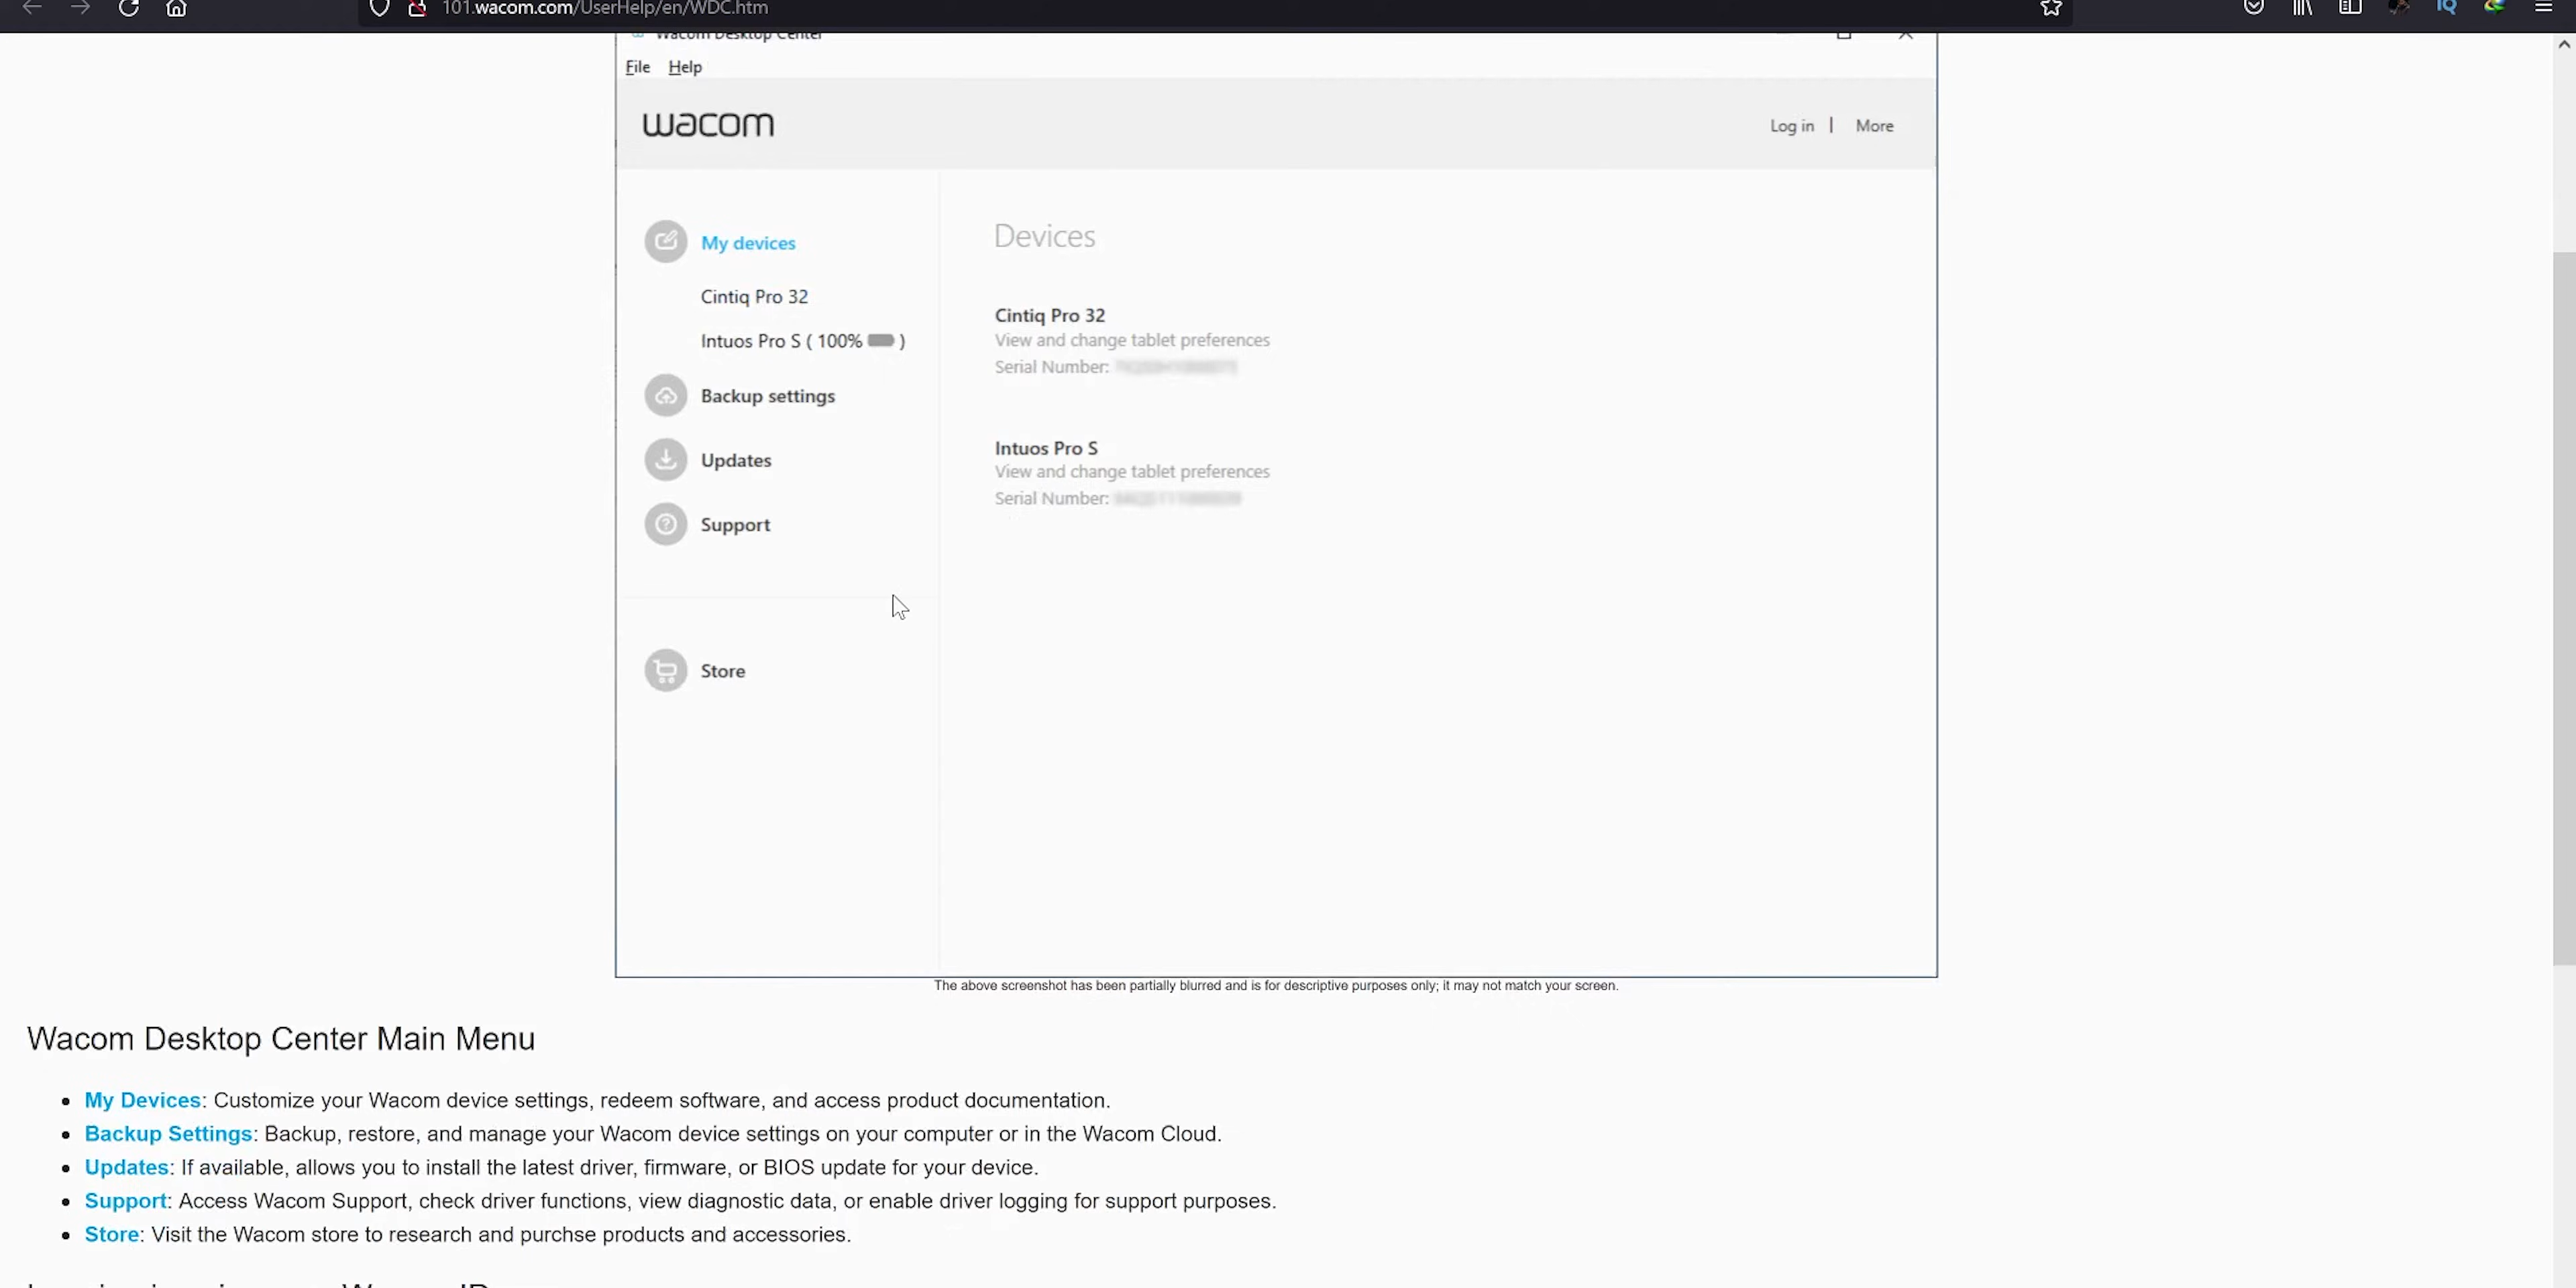 101.wacom.com/UserHelp/en/WDC.htm
IQ
Wacom Desktop Center
File Help
wacom
Log in | More
My devices
Cintiq Pro 32
Intuos Pro S ( 100% )
Backup settings
Updates
Support
Store
Devices
Cintiq Pro 32
View and change tablet preferences
Serial Number:
Intuos Pro S
View and change tablet preferences
Serial Number:
The above screenshot has been partially blurred and is for descriptive purposes only; it may not match your screen.
Wacom Desktop Center Main Menu
• My Devices: Customize your Wacom device settings, redeem software, and access product documentation.
• Backup Settings: Backup, restore, and manage your Wacom device settings on your computer or in the Wacom Cloud.
• Updates: If available, allows you to install the latest driver, firmware, or BIOS update for your device.
• Support: Access Wacom Support, check driver functions, view diagnostic data, or enable driver logging for support purposes.
• Store: Visit the Wacom store to research and purchse products and accessories.